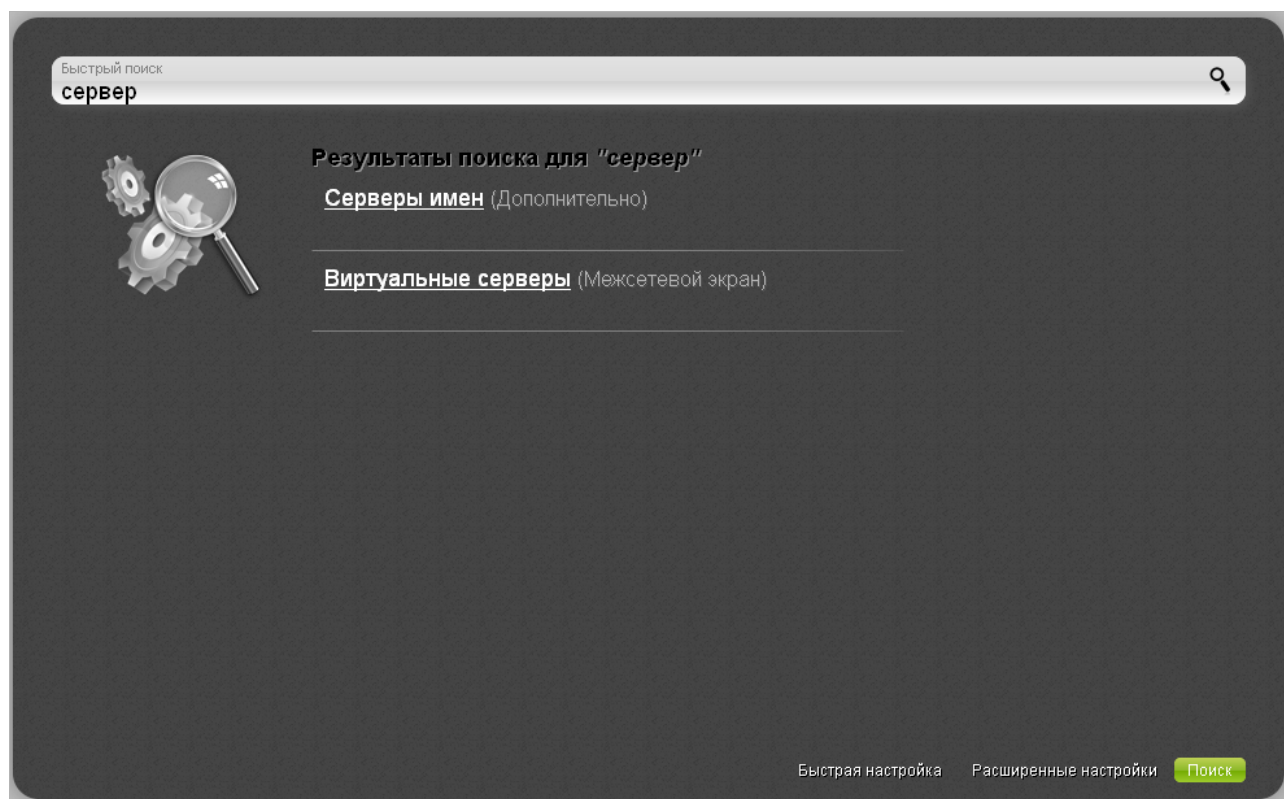 Быстрый поиск
сервер
Результаты поиска для "сервер"
Серверы имен (Дополнительно)
Виртуальные серверы (Межсетевой экран)
Быстрая настройка Расширенные настройки Поиск